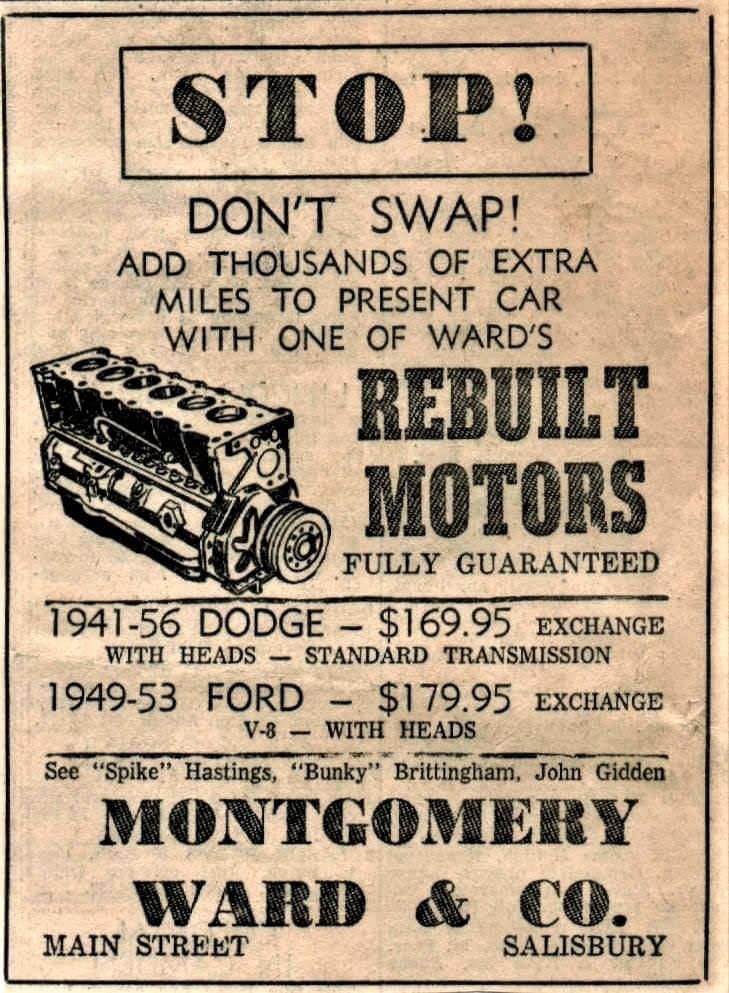 STOP!
DON'T SWAP!
ADD THOUSANDS OF EXTRA
MILES TO PRESENT CAR
WITH ONE OF WARD'S
REBUILT
MOTORS
FULLY GUARANTEED
1941-56 DODGE – $169.95 EXCHANGE
WITH HEADS — STANDARD TRANSMISSION
1949-53 FORD – $179.95 EXCHANGE
V-8 — WITH HEADS
See "Spike" Hastings, "Bunky" Brittingham, John Gidden
MONTGOMERY
WARD & CO.
MAIN STREET SALISBURY